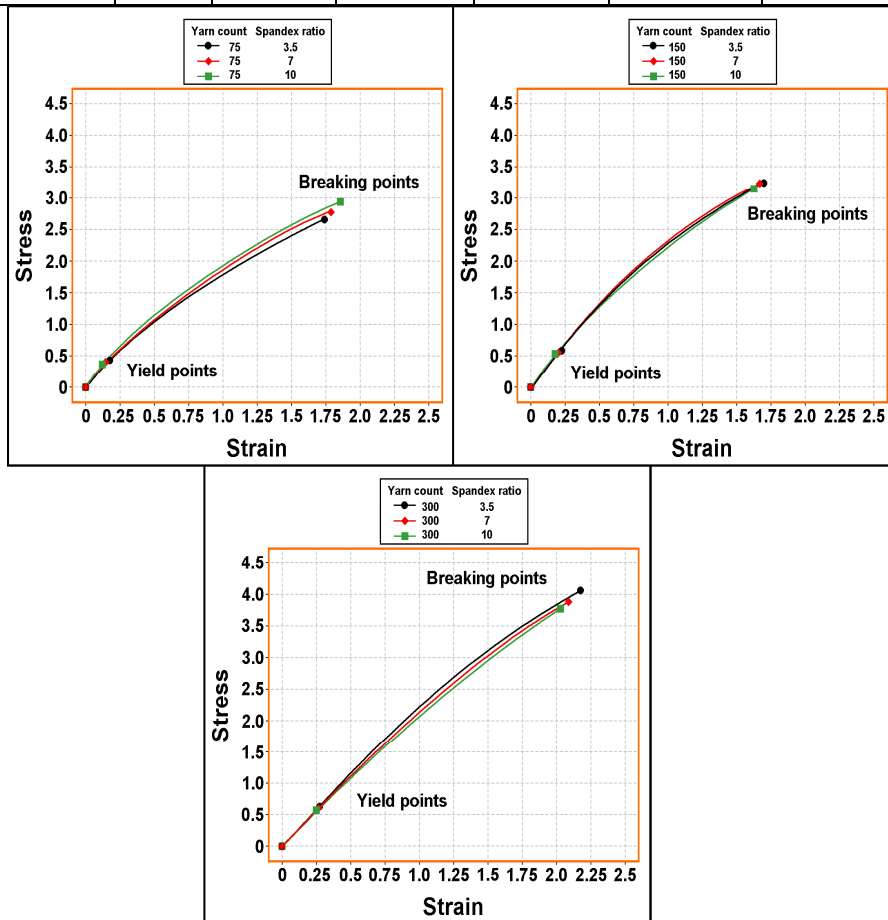 Yarn count Spandex ratio
75 3.5
75 7
75 10
4.5
4.0
3.5
3.0
2.5
2.0
1.5
1.0
0.5
0
Stress
Breaking points
Yield points
0 0.25 0.5 0.75 1.0 1.25 1.5 1.75 2.0 2.25 2.5
Strain
Yarn count Spandex ratio
150 3.5
150 7
150 10
4.5
4.0
3.5
3.0
2.5
2.0
1.5
1.0
0.5
0
Stress
Breaking points
Yield points
0 0.25 0.5 0.75 1.0 1.25 1.5 1.75 2.0 2.25 2.5
Strain
Yarn count Spandex ratio
300 3.5
300 7
300 10
4.5
4.0
3.5
3.0
2.5
2.0
1.5
1.0
0.5
0
Stress
Breaking points
Yield points
0 0.25 0.5 0.75 1.0 1.25 1.5 1.75 2.0 2.25 2.5
Strain